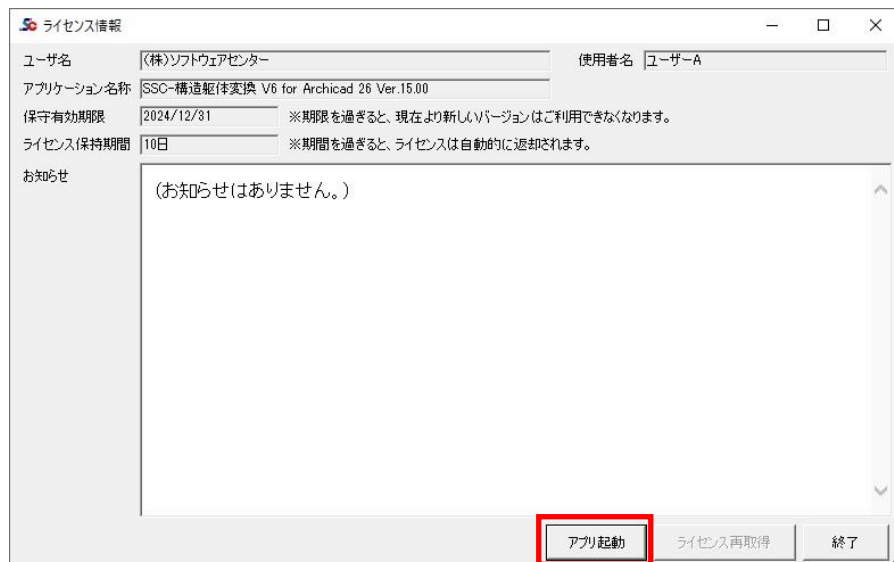 Sc ライセンス情報
ユーザ名 (株)ソフトウェアセンター 使用者名 ユーザーA
アプリケーション名称 SSC-構造躯体変換 V6 for Archicad 26 Ver.15.00
保守有効期限 2024/12/31 ※期限を過ぎると、現在より新しいバージョンはご利用できなくなります。
ライセンス保持期間 10日 ※期間を過ぎると、ライセンスは自動的に返却されます。
お知らせ
(お知らせはありません。)
アプリ起動 ライセンス再取得 終了